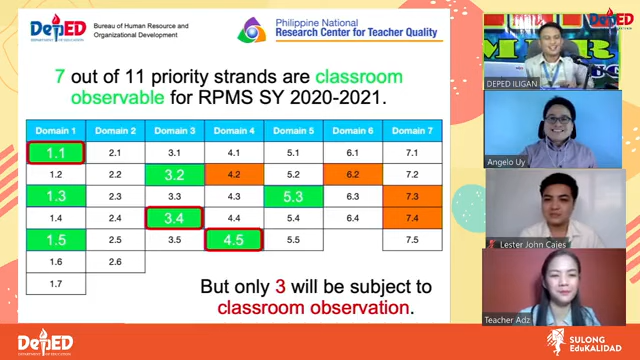 DepED
DEPARTMENT OF EDUCATION
Bureau of Human Resource and
Organizational Development
Philippine National
Research Center for Teacher Quality
7 out of 11 priority strands are classroom
observable for RPMS SY 2020-2021.
Domain 1 Domain 2 Domain 3 Domain 4 Domain 5 Domain 6 Domain 7
1.1 2.1 3.1 4.1 5.1 6.1 7.1
1.2 2.2 3.2 4.2 5.2 6.2 7.2
1.3 2.3 3.3 4.3 5.3 6.3 7.3
1.4 2.4 3.4 4.4 5.4 6.4 7.4
1.5 2.5 3.5 4.5 5.5 7.5
1.6 2.6
1.7
But only 3 will be subject to
classroom observation.
DepED
DEPED ILIGAN
Angelo Uy
Lester John Cajes
Teacher Adz
DepED
DEPARTMENT OF EDUCATION
SULONG
EduKALIDAD